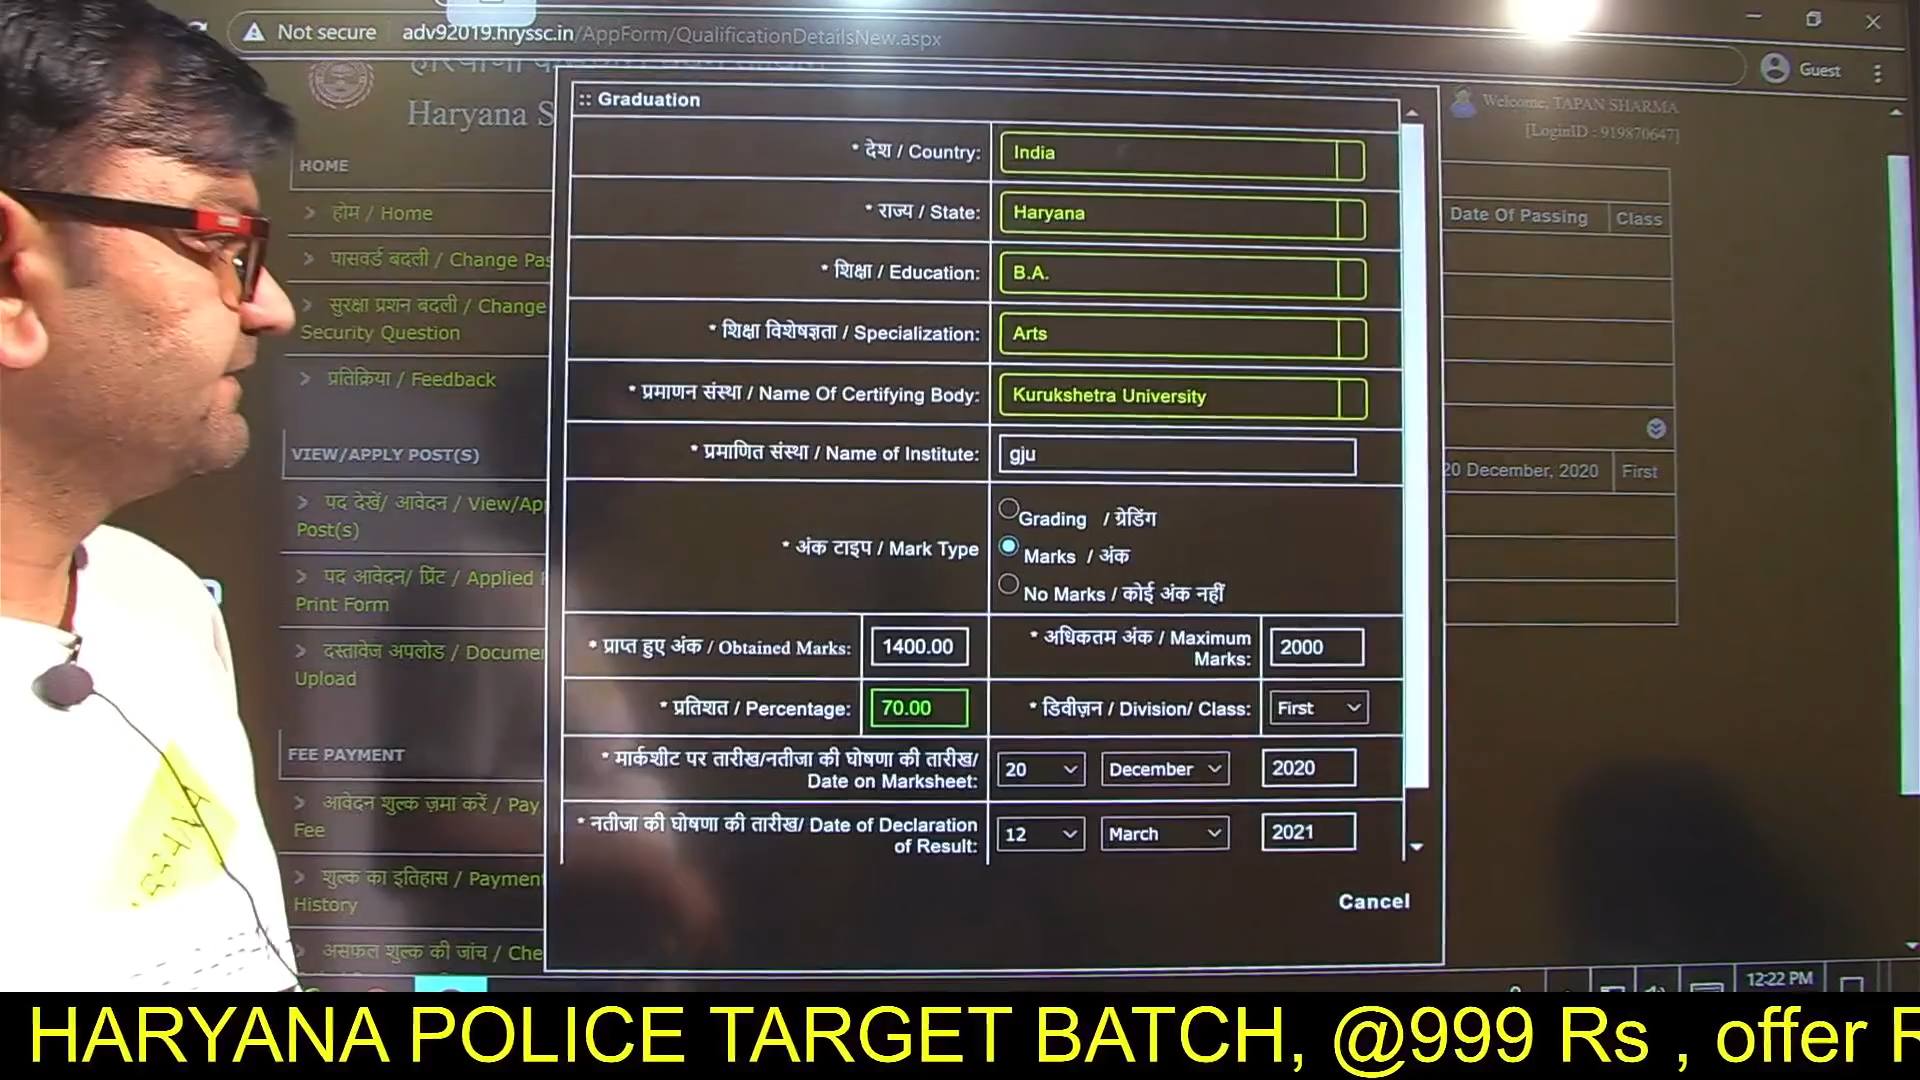 Not secure
adv92019.hryssc.in/AppForm/QualificationDetailsNew.aspx
Guest
Haryana S
Welcome, TAPAN SHARMA
[LoginID : 919870647]
HOME
होम / Home
पासवर्ड बदली / Change Pas
सुरक्षा प्रशन बदली / Change
Security Question
प्रतिक्रिया / Feedback
VIEW/APPLY POST(S)
पद देखें/ आवेदन / View/Ap
Post(s)
पद आवेदन/ प्रिंट / Applied
Print Form
दस्तावेज अपलोड / Docume
Upload
FEE PAYMENT
आवेदन शुल्क ज़मा करें / Pay
Fee
शुल्क का इतिहास / Paymen
History
असफल शुल्क की जांच / Che
:: Graduation
* देश / Country: India
* राज्य / State: Haryana
* शिक्षा / Education: B.A.
* शिक्षा विशेषज्ञता / Specialization: Arts
* प्रमाणन संस्था / Name Of Certifying Body: Kurukshetra University
* प्रमाणित संस्था / Name of Institute: gju
* अंक टाइप / Mark Type
Grading / ग्रेडिंग
Marks / अंक
No Marks / कोई अंक नहीं
* प्राप्त हुए अंक / Obtained Marks: 1400.00
* अधिकतम अंक / Maximum
Marks: 2000
* प्रतिशत / Percentage: 70.00
* डिवीज़न / Division/ Class: First
* मार्कशीट पर तारीख/नतीजा की घोषणा की तारीख/
Date on Marksheet: 20 December 2020
* नतीजा की घोषणा की तारीख/ Date of Declaration
of Result: 12 March 2021
Cancel
Date Of Passing Class
20 December, 2020 First
12:22 PM
HARYANA POLICE TARGET BATCH, @999 Rs , offer